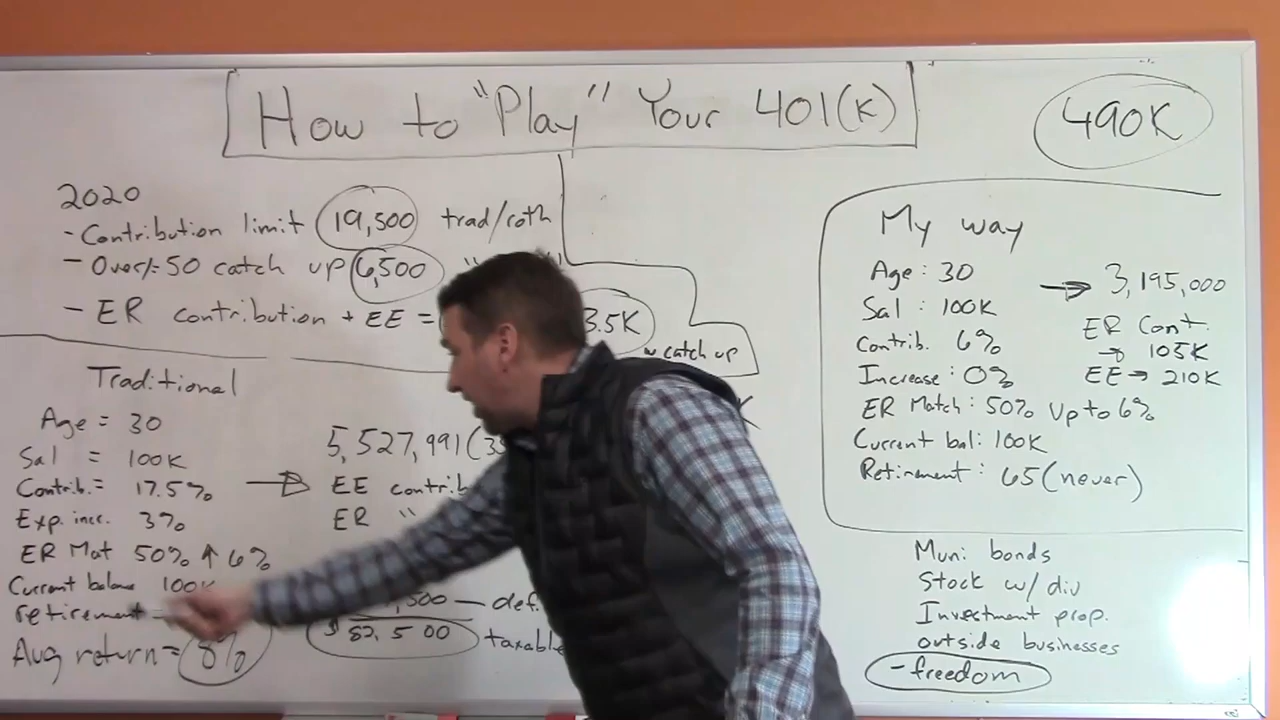 How to "Play" Your 401(k)
490K
2020
- Contribution limit 19,500 trad/roth
- Over/= 50 catch up 6,500 "
- ER contribution + EE = 3.5K
w catch up
Traditional
Age = 30
Sal = 100K
Contrib. = 17.5%
Exp. incr. 3%
ER Mat 50% ↑ 6%
Current balance 100K
retirement
Avg return = 8%
5,527,991 (3
→ EE contrib
ER "
,500 — def.
$ 82,500 taxable
My way
Age: 30
Sal: 100K
Contrib. 6%
Increase: 0%
ER Match: 50% Up to 6%
Current bal: 100K
Retirement: 65 (never)
→ 3,195,000
ER Cont.
→ 105K
EE → 210K
Muni bonds
Stock w/ div
Investment prop.
outside businesses
- freedom